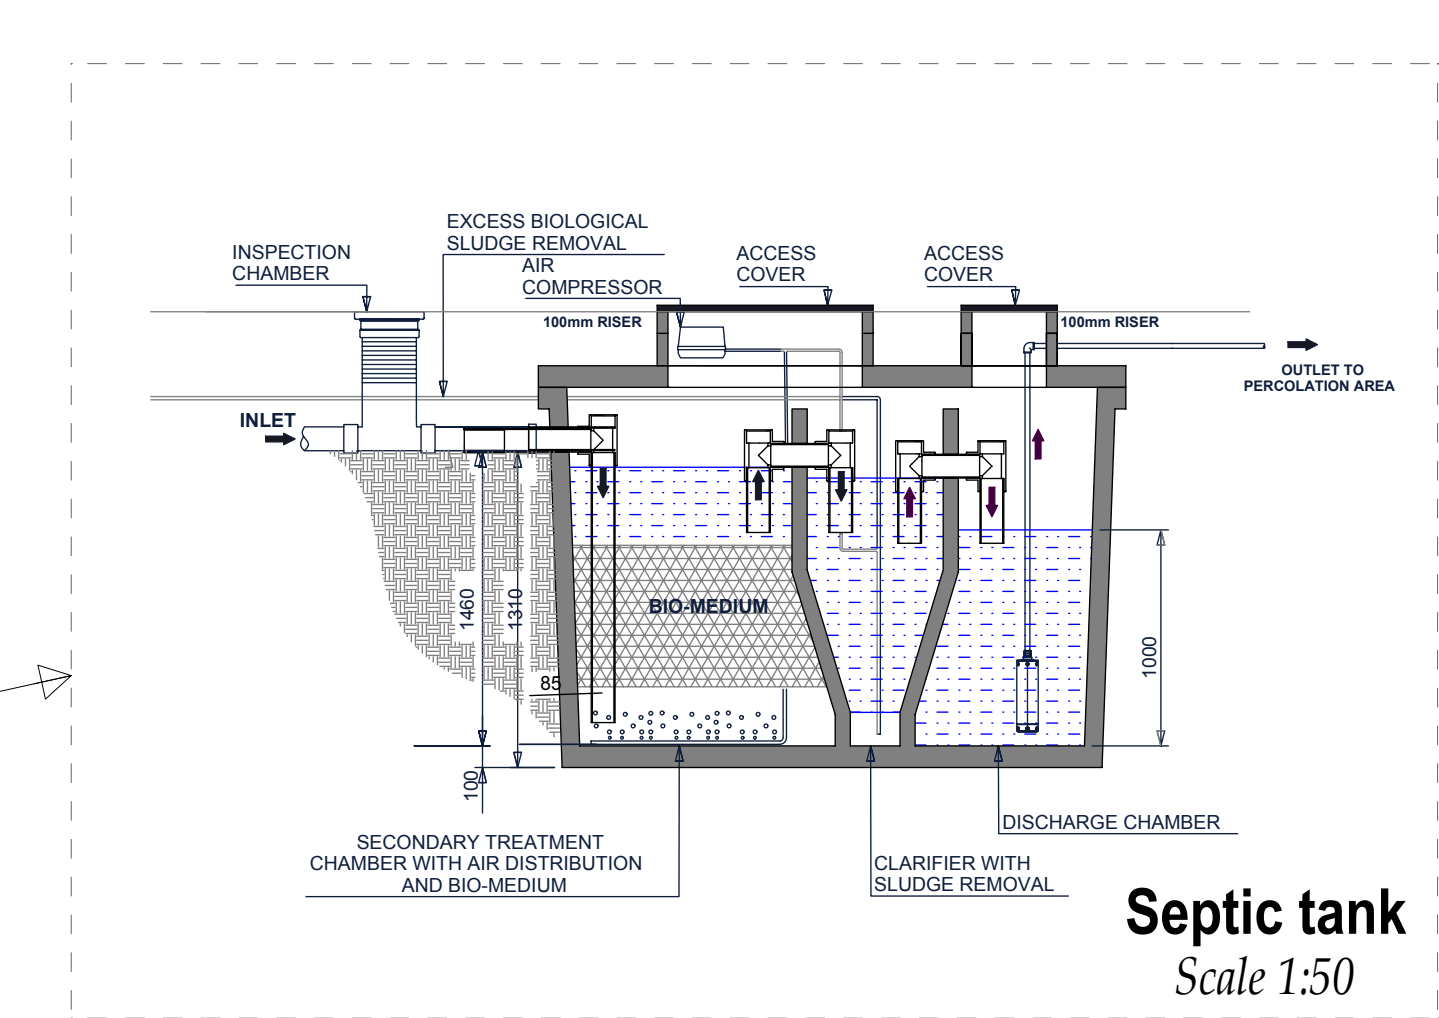 EXCESS BIOLOGICAL
SLUDGE REMOVAL
INSPECTION
CHAMBER
AIR
COMPRESSOR
ACCESS
COVER
ACCESS
COVER
100mm RISER
100mm RISER
OUTLET TO
PERCOLATION AREA
INLET
BIO-MEDIUM
1460
1310
1000
85
100
SECONDARY TREATMENT
CHAMBER WITH AIR DISTRIBUTION
AND BIO-MEDIUM
DISCHARGE CHAMBER
CLARIFIER WITH
SLUDGE REMOVAL
Septic tank
Scale 1:50